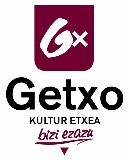 Gx
Getxo
KULTUR ETXEA
bizi ezazu